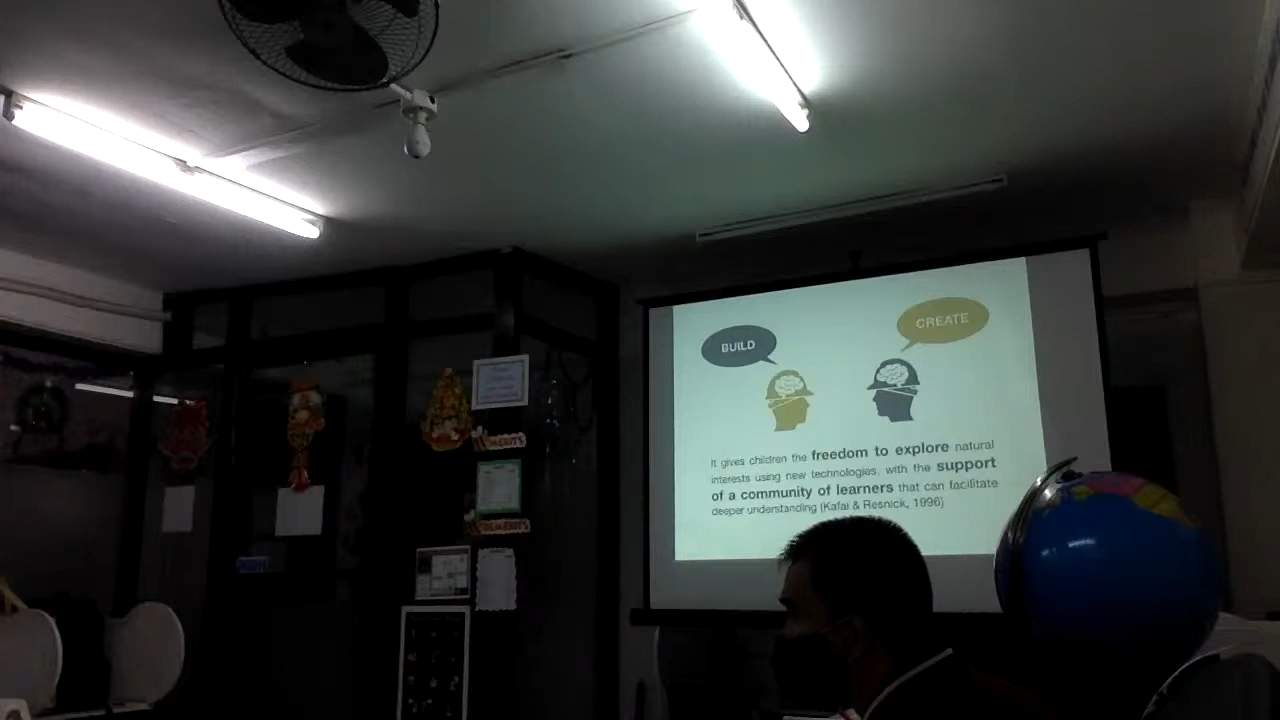 BUILD
CREATE
It gives children the freedom to explore natural
interests using new technologies, with the support
of a community of learners that can facilitate
deeper understanding (Kafai & Resnick, 1996)